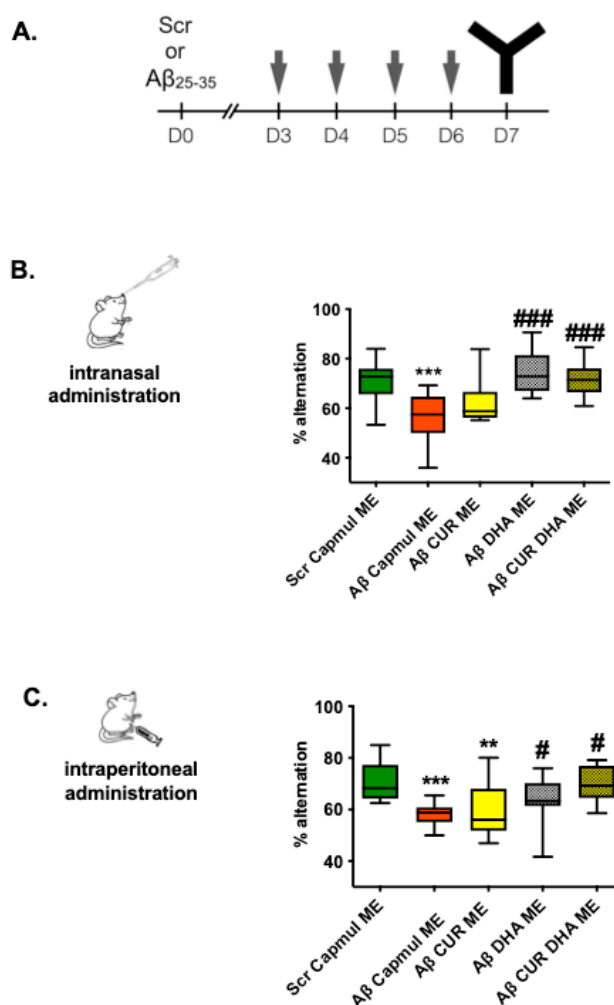 A.
Scr
or
Aβ25-35
D0 D3 D4 D5 D6 D7
B.
intranasal
administration
% alternation
100
80
60
40
***
###
###
Scr Capmul ME
Aβ Capmul ME
Aβ CUR ME
Aβ DHA ME
Aβ CUR DHA ME
C.
intraperitoneal
administration
% alternation
100
80
60
40
***
**
#
#
Scr Capmul ME
Aβ Capmul ME
Aβ CUR ME
Aβ DHA ME
Aβ CUR DHA ME